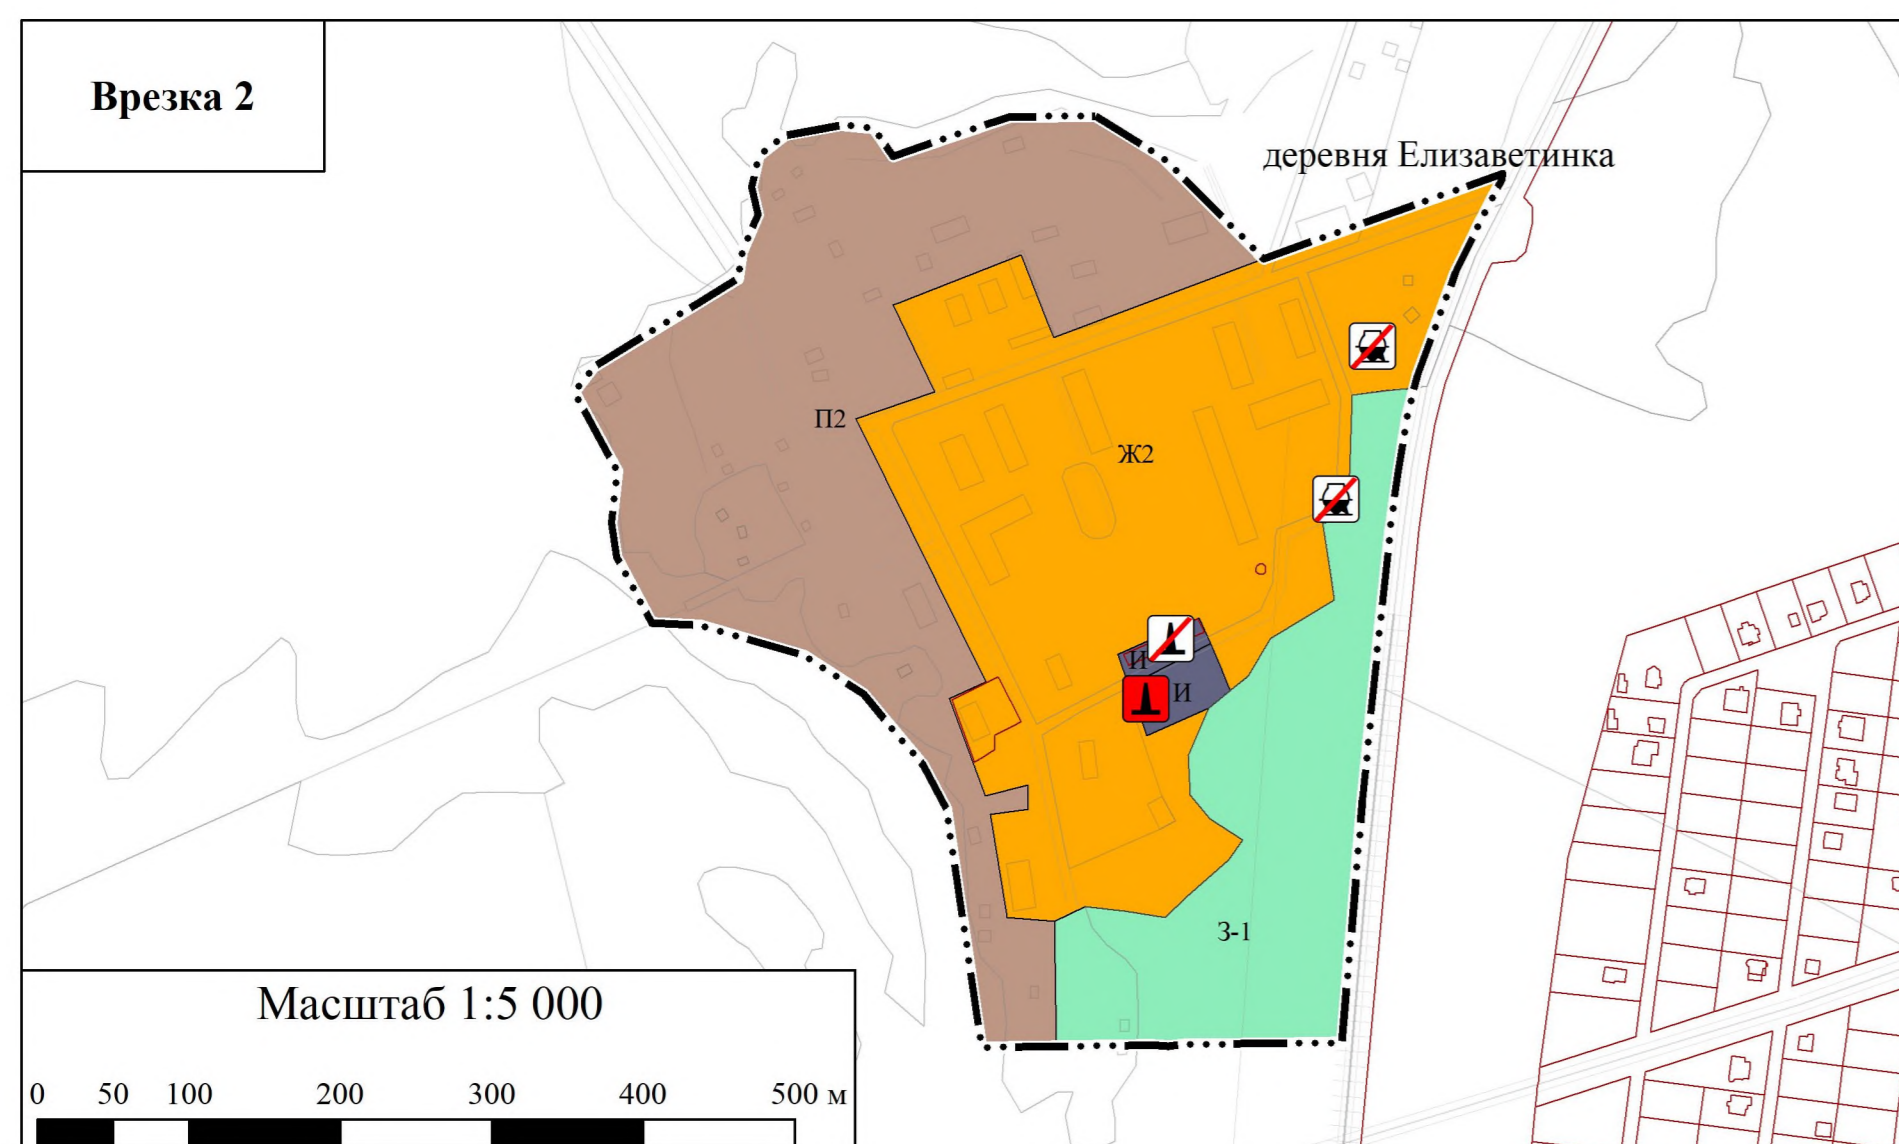 Врезка 2
деревня Елизаветинка
П2
Ж2
И
И
З-1
Масштаб 1:5 000
0 50 100 200 300 400 500 м